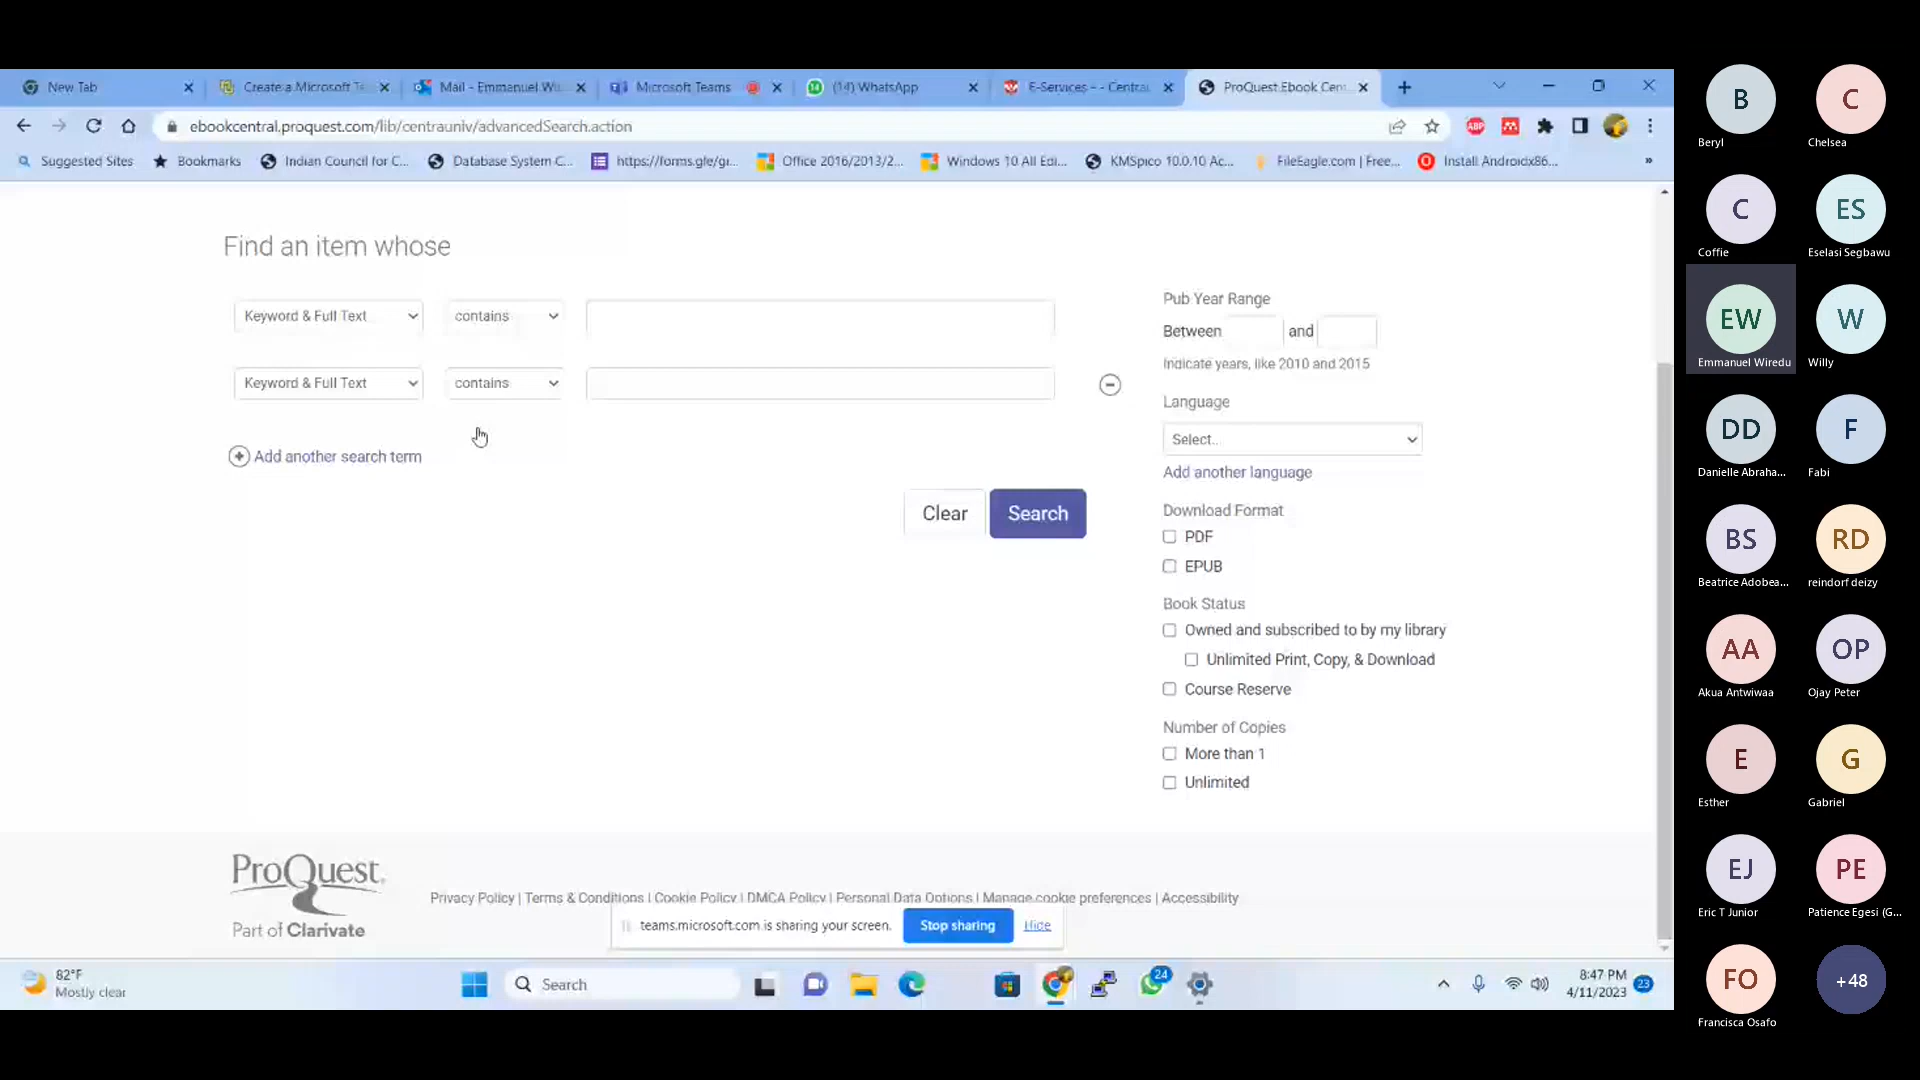 New Tab
Create a Microsoft Te
Mail - Emmanuel Wi
Microsoft Teams
(14) WhatsApp
E-Services - - Central
ProQuest Ebook Cent
ebookcentral.proquest.com/lib/centraunlv/advancedSearch.action
ABP
Suggested Sites
Bookmarks
Indian Council for C...
Database System C...
https://forms.gle/gr...
Office 2016/2013/2...
Windows 10 All Edi...
KMSpico 10.0.10 Ac...
FileEagle.com | Free...
Install Androidx86...
»
Find an item whose
Keyword & Full Text
contains
Keyword & Full Text
contains
Add another search term
Clear
Search
Pub Year Range
Between
and
Indicate years, like 2010 and 2015
Language
Select..
Add another language
Download Format
PDF
EPUB
Book Status
Owned and subscribed to by my library
Unlimited Print, Copy, & Download
Course Reserve
Number of Copies
More than 1
Unlimited
ProQuest
Part of Clarivate
Privacy Policy | Terms & Conditions | Cookie Policy | DMCA Policy | Personal Data Options | Manage cookie preferences | Accessibility
teams.microsoft.com is sharing your screen.
Stop sharing
Hide
82°F
Mostly clear
Search
24
8:47 PM
4/11/2023
23
B
Beryl
C
Chelsea
C
Coffie
ES
Eselasi Segbawu
EW
Emmanuel Wiredu
W
Willy
DD
Danielle Abraha...
F
Fabi
BS
Beatrice Adobea...
RD
reindorf deizy
AA
Akua Antwiwaa
OP
Ojay Peter
E
Esther
G
Gabriel
EJ
Eric T Junior
PE
Patience Egesi (G...
FO
Francisca Osafo
+48